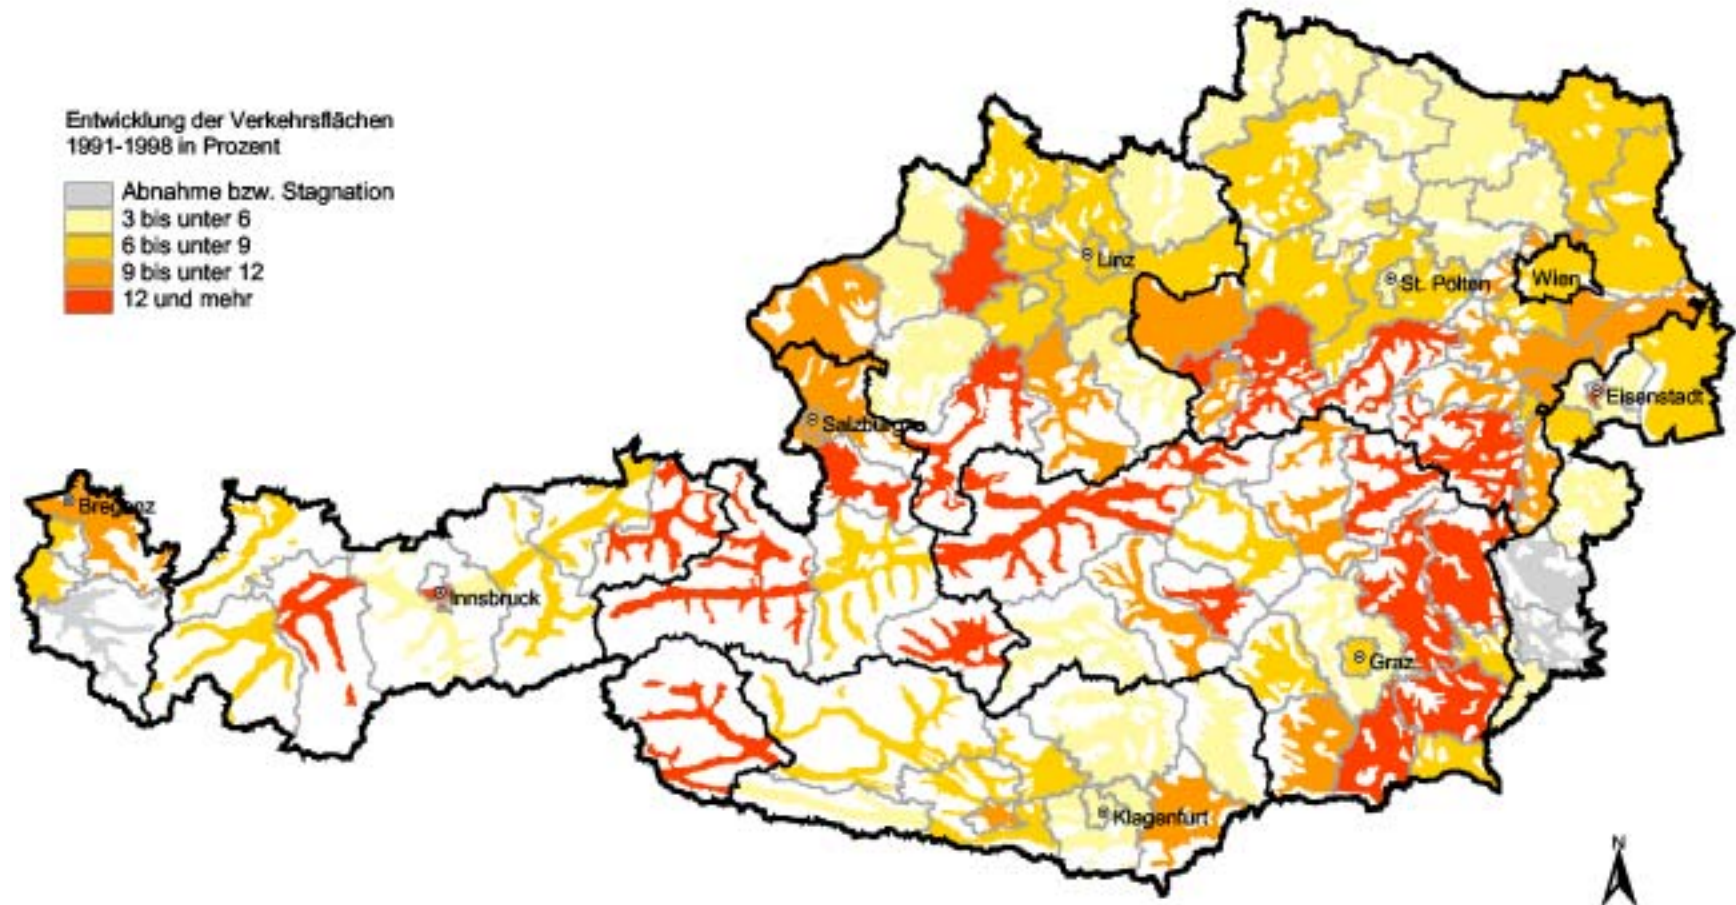 Entwicklung der Verkehrsflächen
1991-1998 in Prozent
Abnahme bzw. Stagnation
3 bis unter 6
6 bis unter 9
9 bis unter 12
12 und mehr
Linz
St. Pölten
Wien
Eisenstadt
Salzburg
Bregenz
Innsbruck
Graz
Klagenfurt
N